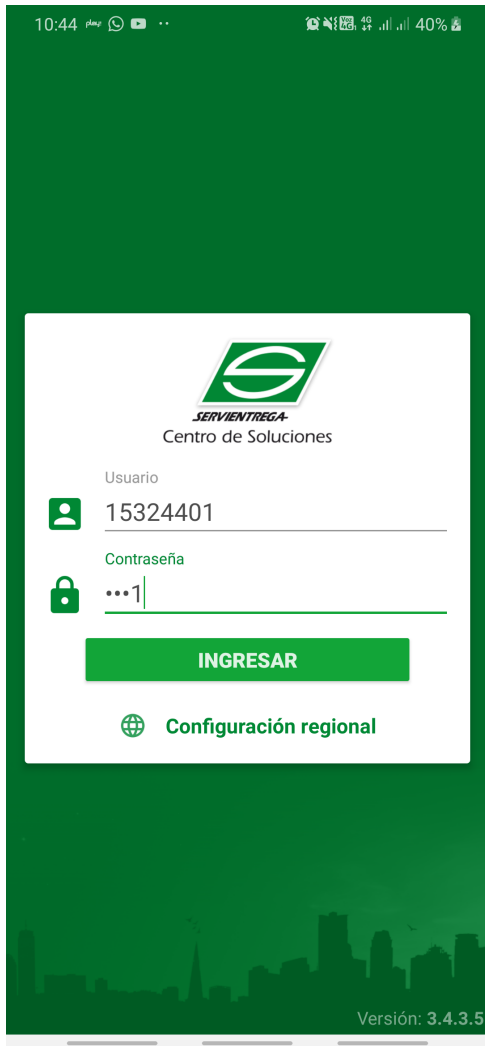 10:44
40%
SERVIENTREGA
Centro de Soluciones
Usuario
15324401
Contraseña
•••1
INGRESAR
Configuración regional
Versión: 3.4.3.5